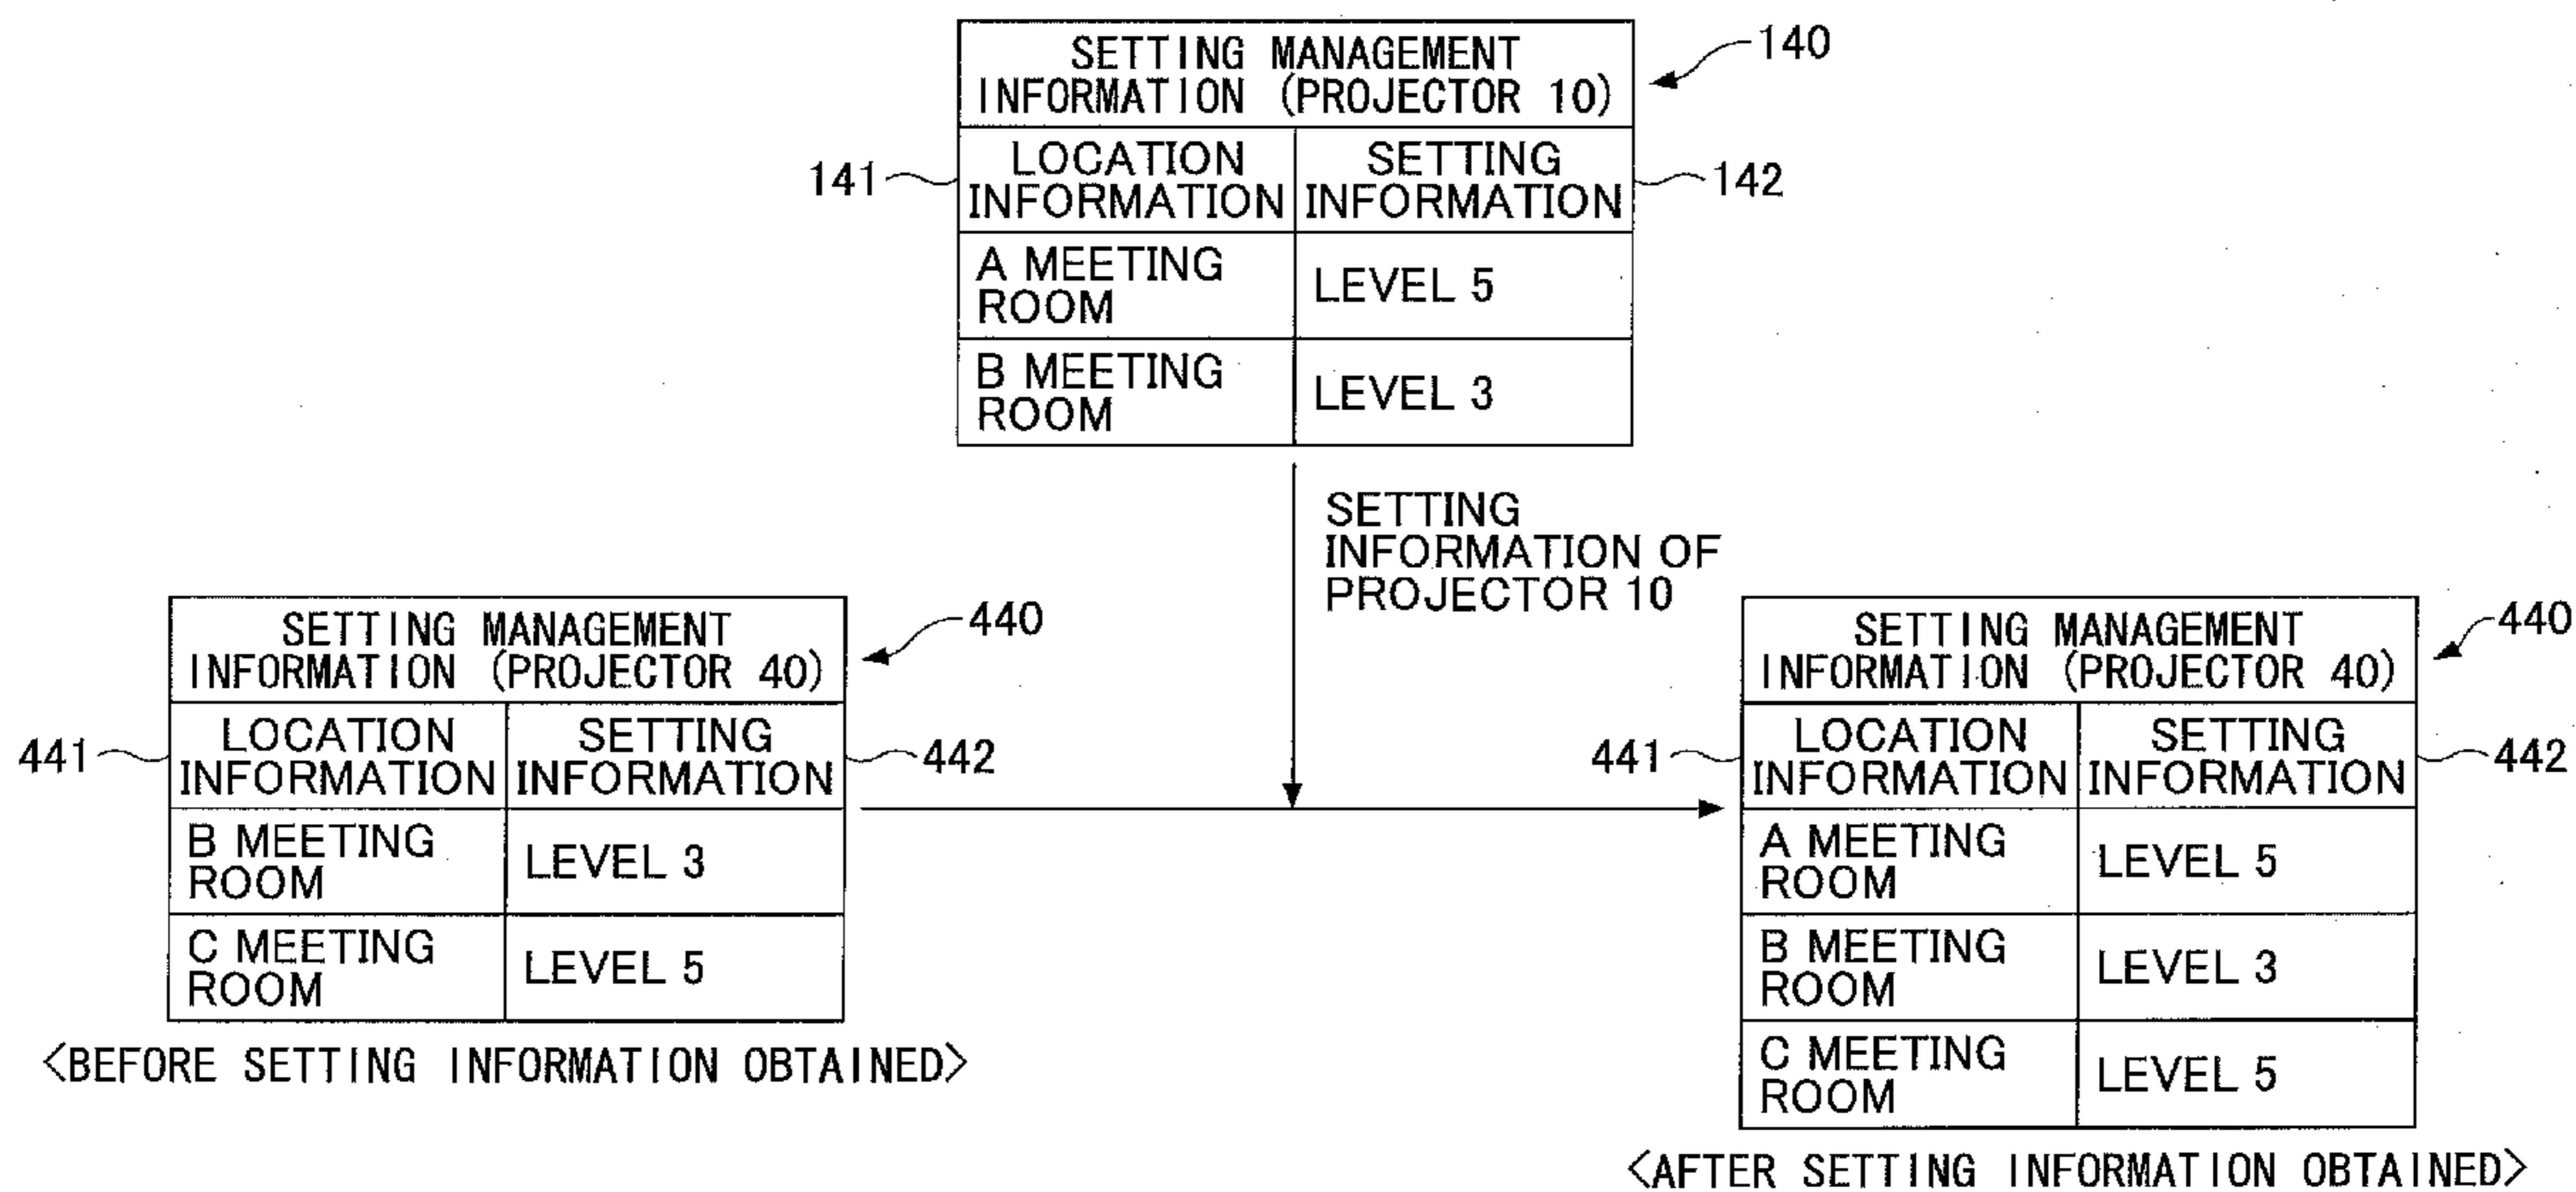 SETTING MANAGEMENT
INFORMATION (PROJECTOR 10)
140
LOCATION
INFORMATION
SETTING
INFORMATION
141
142
A MEETING
ROOM
LEVEL 5
B MEETING
ROOM
LEVEL 3
SETTING
INFORMATION OF
PROJECTOR 10
SETTING MANAGEMENT
INFORMATION (PROJECTOR 40)
440
LOCATION
INFORMATION
SETTING
INFORMATION
441
442
B MEETING
ROOM
LEVEL 3
C MEETING
ROOM
LEVEL 5
<BEFORE SETTING INFORMATION OBTAINED>
SETTING MANAGEMENT
INFORMATION (PROJECTOR 40)
440
LOCATION
INFORMATION
SETTING
INFORMATION
441
442
A MEETING
ROOM
LEVEL 5
B MEETING
ROOM
LEVEL 3
C MEETING
ROOM
LEVEL 5
<AFTER SETTING INFORMATION OBTAINED>